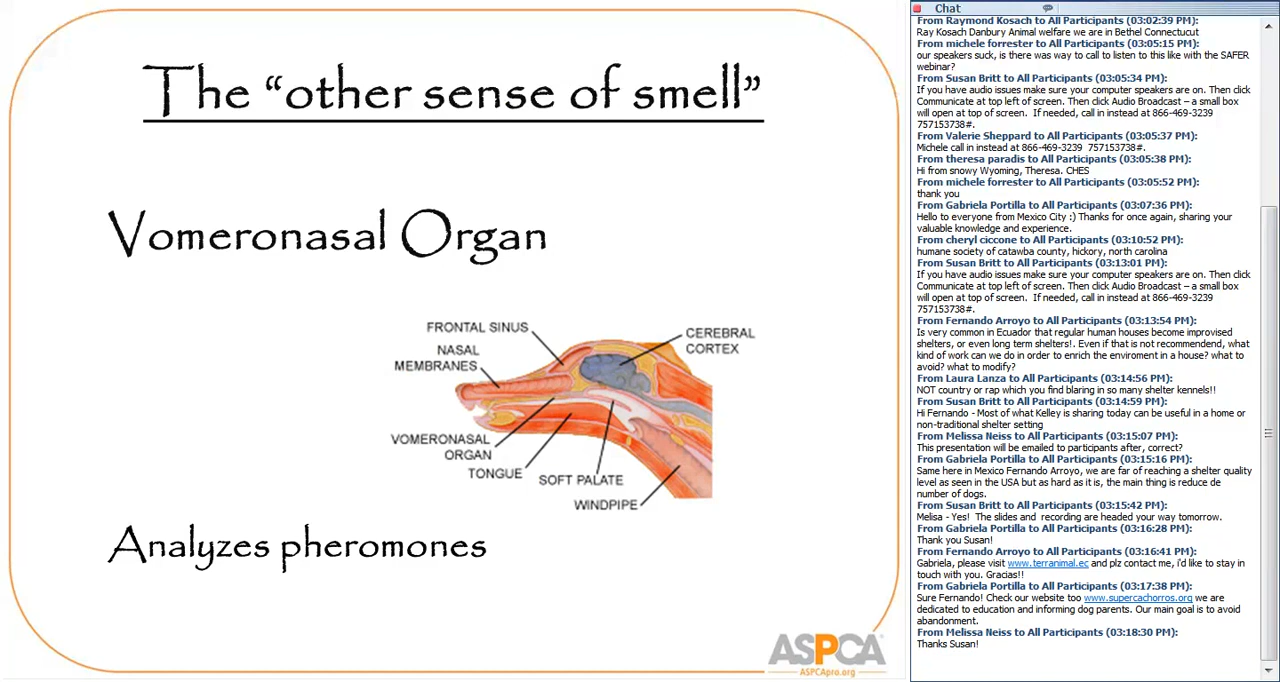 The “other sense of smell”
Vomeronasal Organ
FRONTAL SINUS
NASAL
MEMBRANES
CEREBRAL
CORTEX
VOMERONASAL
ORGAN
TONGUE
SOFT PALATE
WINDPIPE
Analyzes pheromones
ASPCA
ASPCApro.org
Chat
From Raymond Kosach to All Participants (03:02:39 PM):
Ray Kosach Danbury Animal welfare we are in Bethel Connectucut
From michele forrester to All Participants (03:05:15 PM):
our speakers suck, is there was way to call to listen to this like with the SAFER
webinar?
From Susan Britt to All Participants (03:05:34 PM):
If you have audio issues make sure your computer speakers are on. Then click
Communicate at top left of screen. Then click Audio Broadcast – a small box
will open at top of screen.  If needed, call in instead at 866-469-3239
757153738#.
From Valerie Sheppard to All Participants (03:05:37 PM):
Michele call in instead at 866-469-3239  757153738#.
From theresa paradis to All Participants (03:05:38 PM):
Hi from snowy Wyoming, Theresa. CHES
From michele forrester to All Participants (03:05:52 PM):
thank you
From Gabriela Portilla to All Participants (03:07:36 PM):
Hello to everyone from Mexico City :) Thanks for once again, sharing your
valuable knowledge and experience.
From cheryl ciccone to All Participants (03:10:52 PM):
humane society of catawba county, hickory, north carolina
From Susan Britt to All Participants (03:13:01 PM):
If you have audio issues make sure your computer speakers are on. Then click
Communicate at top left of screen. Then click Audio Broadcast – a small box
will open at top of screen.  If needed, call in instead at 866-469-3239
757153738#.
From Fernando Arroyo to All Participants (03:13:54 PM):
Is very common in Ecuador that regular human houses become improvised
shelters, or even long term shelters!. Even if that is not recommendend, what
kind of work can we do in order to enrich the enviroment in a house? what to
avoid? what to modify?
From Laura Lanza to All Participants (03:14:56 PM):
NOT country or rap which you find blaring in so many shelter kennels!!
From Susan Britt to All Participants (03:14:59 PM):
Hi Fernando - Most of what Kelley is sharing today can be useful in a home or
non-traditional shelter setting
From Melissa Neiss to All Participants (03:15:07 PM):
This presentation will be emailed to participants after, correct?
From Gabriela Portilla to All Participants (03:15:16 PM):
Same here in Mexico Fernando Arroyo, we are far of reaching a shelter quality
level as seen in the USA but as hard as it is, the main thing is reduce de
number of dogs.
From Susan Britt to All Participants (03:15:42 PM):
Melisa - Yes!  The slides and  recording are headed your way tomorrow.
From Gabriela Portilla to All Participants (03:16:28 PM):
Thank you Susan!
From Fernando Arroyo to All Participants (03:16:41 PM):
Gabriela, please visit www.terranimal.ec and plz contact me, i'd like to stay in
touch with you. Gracias!!
From Gabriela Portilla to All Participants (03:17:38 PM):
Sure Fernando! Check our website too www.supercachorros.org we are
dedicated to education and informing dog parents. Our main goal is to avoid
abandonment.
From Melissa Neiss to All Participants (03:18:30 PM):
Thanks Susan!